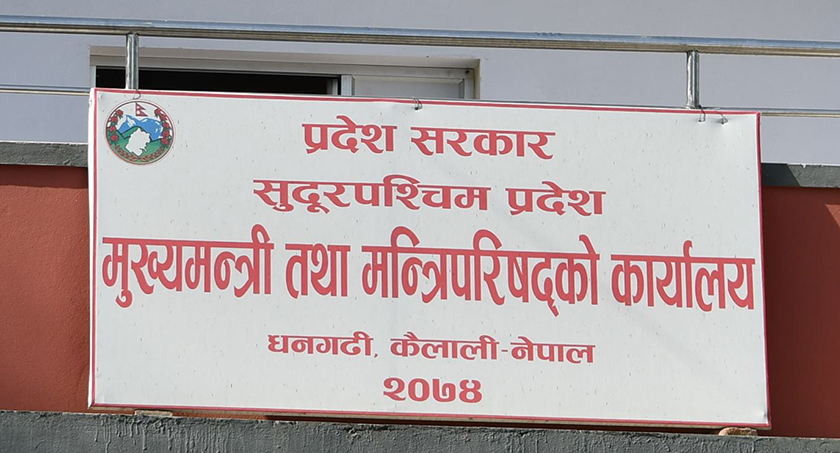 प्रदेश सरकार
सुदूरपश्चिम प्रदेश
मुख्यमन्त्री तथा मन्त्रिपरिषद्को कार्यालय
धनगढी, कैलाली-नेपाल
२०७४